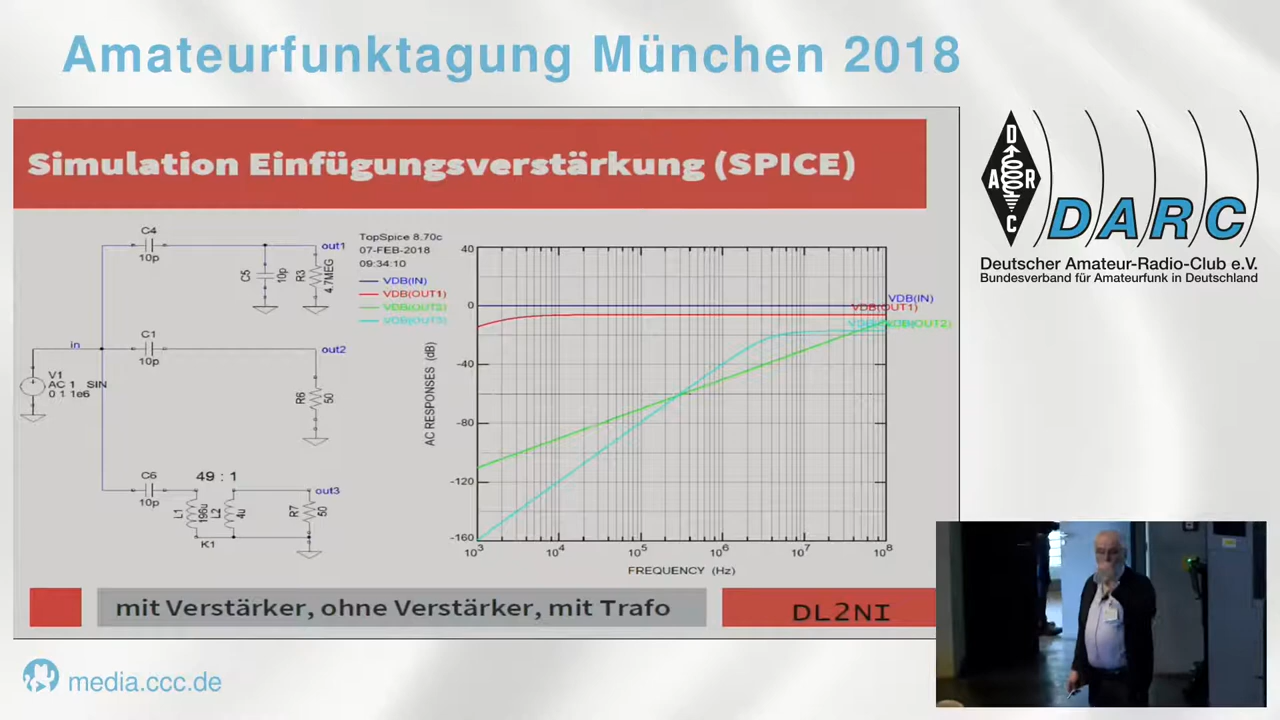 Amateurfunktagung München 2018
Simulation Einfügungsverstärkung (SPICE)
C4
10p
out1
C5
10p
R3
4.7MEG
in
C1
10p
out2
V1
AC 1 SIN
0 1 1e6
R6
50
C6
10p
49 : 1
out3
L1
196u
L2
4u
R7
50
K1
TopSpice 8.70c
07-FEB-2018
09:34:10
VDB(IN)
VDB(OUT1)
VDB(OUT2)
VDB(OUT3)
40
0
-40
-80
-120
-160
AC RESPONSES (dB)
10³ 10⁴ 10⁵ 10⁶ 10⁷ 10⁸
FREQUENCY (Hz)
VDB(IN)
VDB(OUT1)
mit Verstärker, ohne Verstärker, mit Trafo
DL2NI
D
A R
C
DARC
Deutscher Amateur-Radio-Club e.V.
Bundesverband für Amateurfunk in Deutschland
media.ccc.de